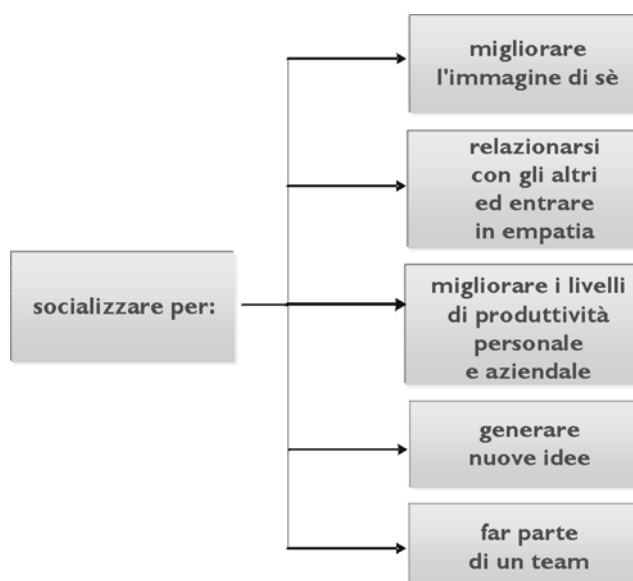 socializzare per:
migliorare
l'immagine di sè
relazionarsi
con gli altri
ed entrare
in empatia
migliorare i livelli
di produttività
personale
e aziendale
generare
nuove idee
far parte
di un team